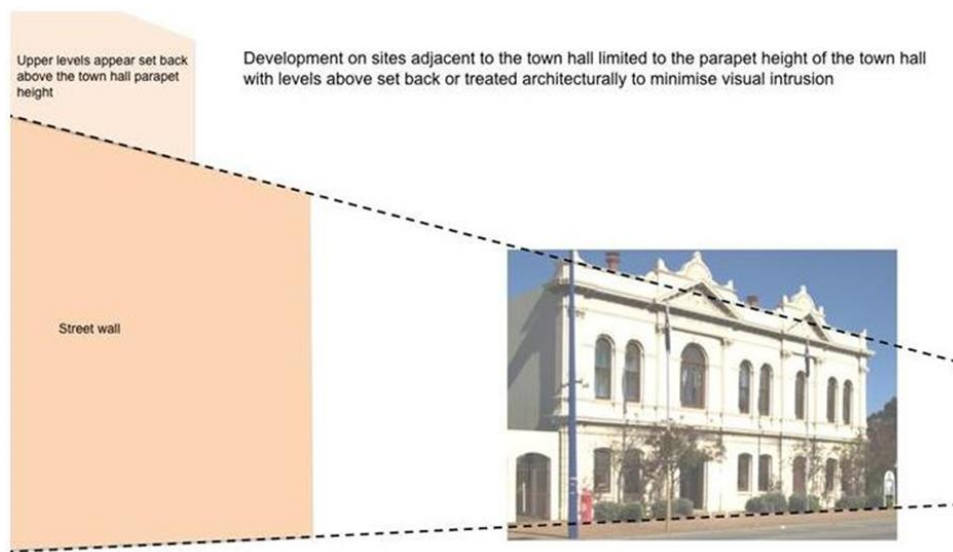 Upper levels appear set back
above the town hall parapet
height
Development on sites adjacent to the town hall limited to the parapet height of the town hall
with levels above set back or treated architecturally to minimise visual intrusion
Street wall